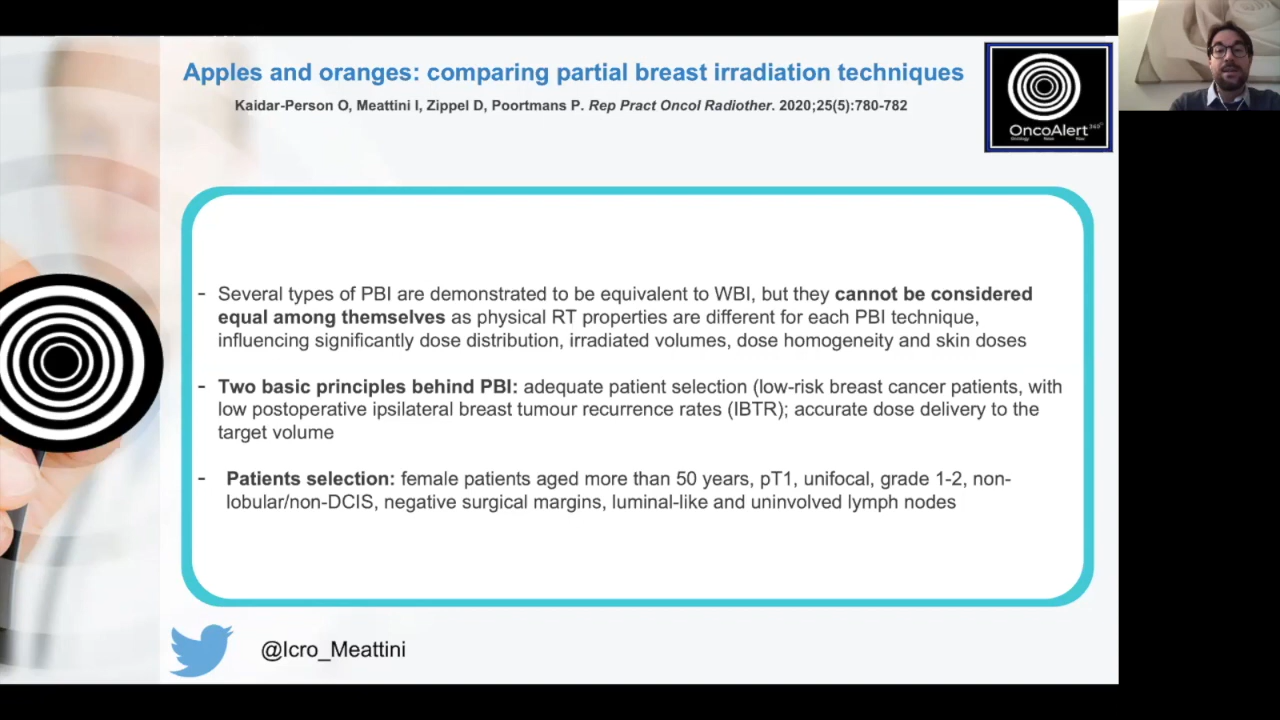 Apples and oranges: comparing partial breast irradiation techniques
Kaidar-Person O, Meattini I, Zippel D, Poortmans P. Rep Pract Oncol Radiother. 2020;25(5):780-782
OncoAlert
- Several types of PBI are demonstrated to be equivalent to WBI, but they cannot be considered
equal among themselves as physical RT properties are different for each PBI technique,
influencing significantly dose distribution, irradiated volumes, dose homogeneity and skin doses
- Two basic principles behind PBI: adequate patient selection (low-risk breast cancer patients, with
low postoperative ipsilateral breast tumour recurrence rates (IBTR); accurate dose delivery to the
target volume
- Patients selection: female patients aged more than 50 years, pT1, unifocal, grade 1-2, non-
lobular/non-DCIS, negative surgical margins, luminal-like and uninvolved lymph nodes
@Icro_Meattini